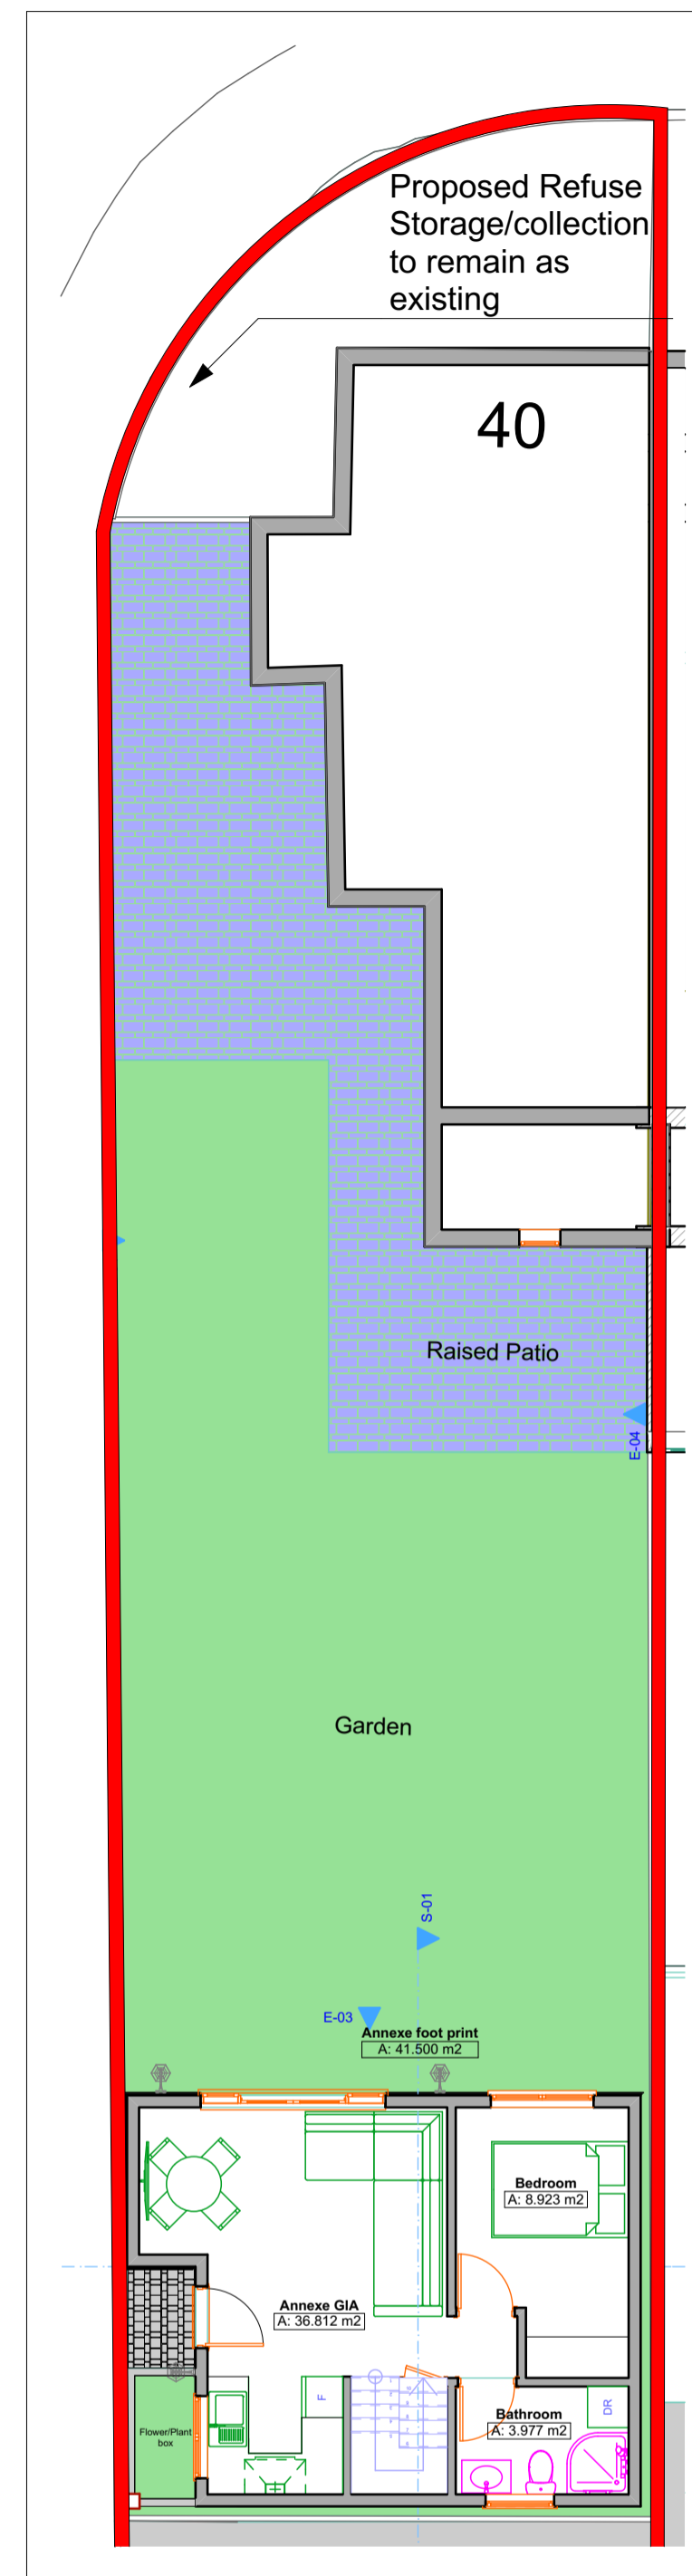 Proposed Refuse
Storage/collection
to remain as
existing
40
Raised Patio
E-04
Garden
S-01
E-03
Annexe foot print
A: 41.500 m2
Bedroom
A: 8.923 m2
Annexe GIA
A: 36.812 m2
F
Bathroom
A: 3.977 m2
DR
Flower/Plant
box